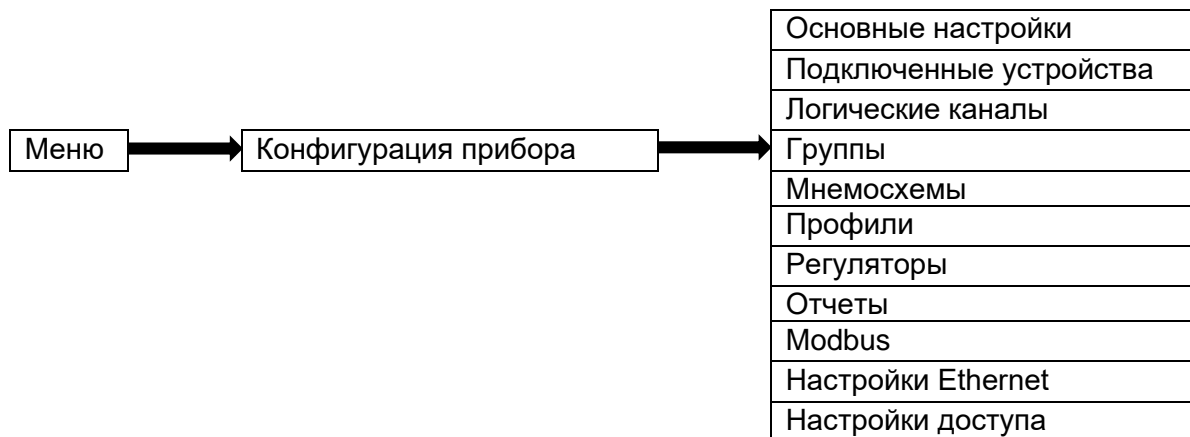 Меню
Конфигурация прибора
Основные настройки
Подключенные устройства
Логические каналы
Группы
Мнемосхемы
Профили
Регуляторы
Отчеты
Modbus
Настройки Ethernet
Настройки доступа